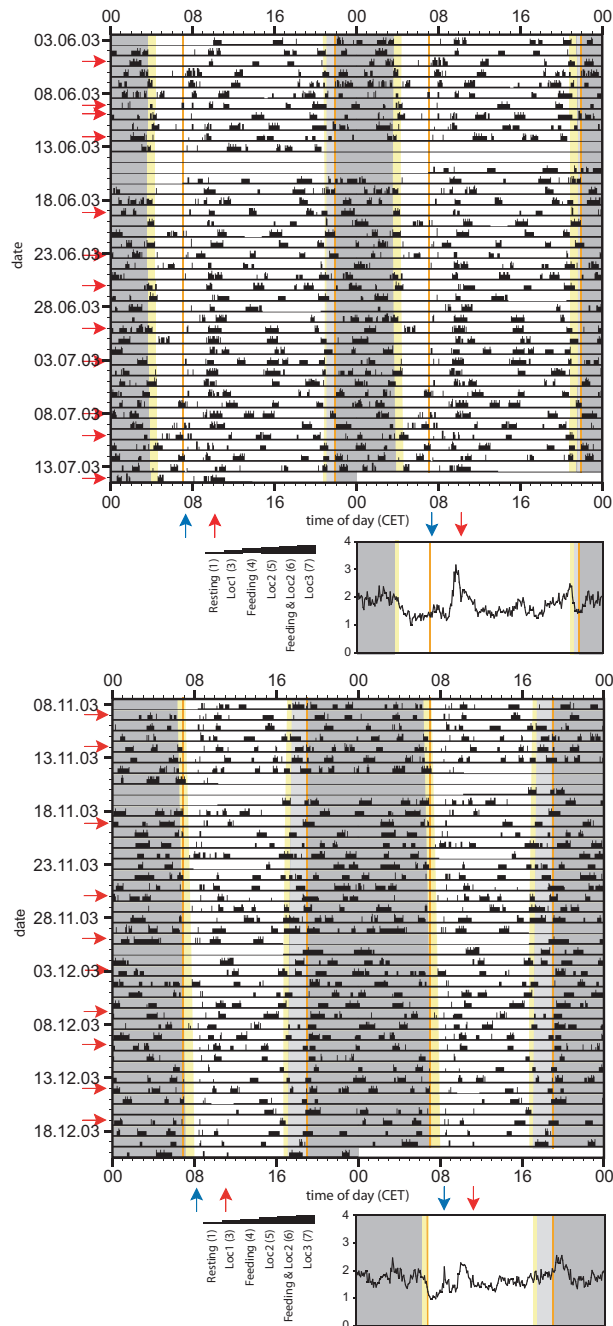 00 08 16 00 08 16 00
03.06.03
08.06.03
13.06.03
18.06.03
23.06.03
28.06.03
03.07.03
08.07.03
13.07.03
date
00 08 16 00 08 16 00
time of day (CET)
Resting (1)
Loc1 (3)
Feeding (4)
Loc2 (5)
Feeding & Loc2 (6)
Loc3 (7)
4
3
2
1
0
00 08 16 00 08 16 00
08.11.03
13.11.03
18.11.03
23.11.03
28.11.03
03.12.03
08.12.03
13.12.03
18.12.03
date
00 08 16 00 08 16 00
time of day (CET)
Resting (1)
Loc1 (3)
Feeding (4)
Loc2 (5)
Feeding & Loc2 (6)
Loc3 (7)
4
3
2
1
0